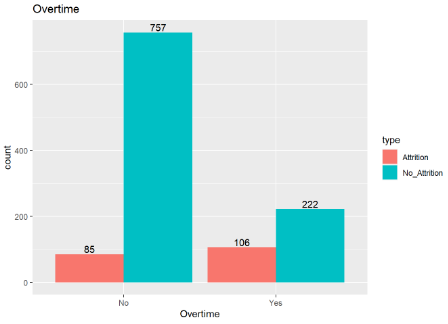 Overtime
757
600
400
222
200
106
85
0
count
No
Yes
Overtime
type
Attrition
No_Attrition